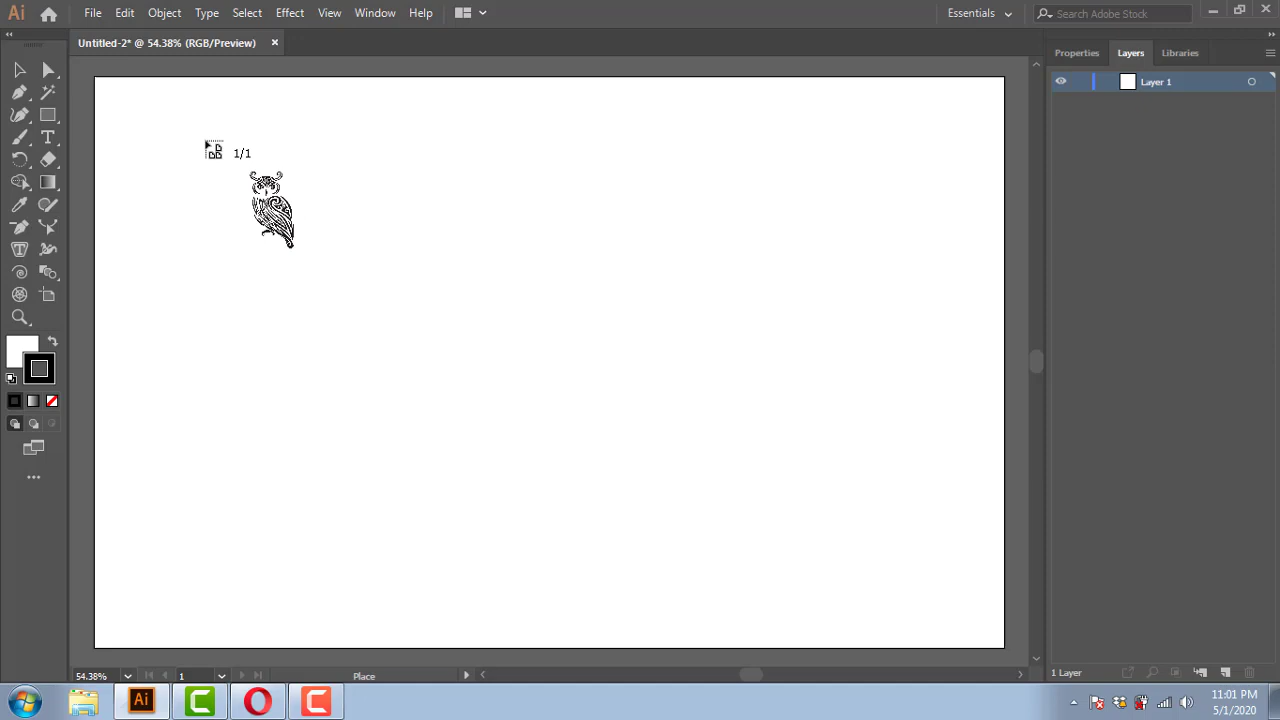 Ai File Edit Object Type Select Effect View Window Help Essentials Search Adobe Stock
Untitled-2* @ 54.38% (RGB/Preview)
Properties Layers Libraries
Layer 1
1/1
54.38% 1 Place
1 Layer
Ai
11:01 PM
5/1/2020